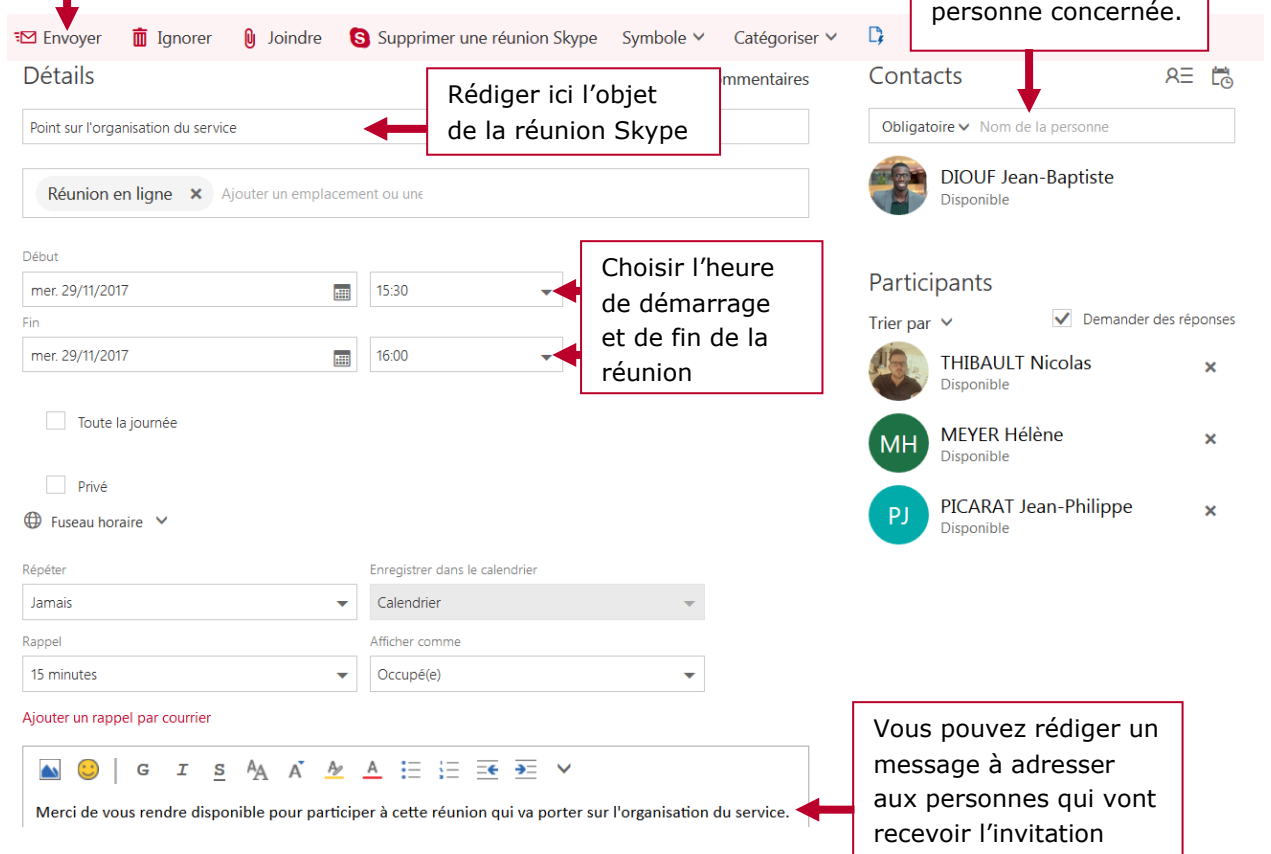 personne concernée.
Envoyer Ignorer Joindre Supprimer une réunion Skype Symbole Catégoriser
Détails
Rédiger ici l’objet
de la réunion Skype
Point sur l'organisation du service
Réunion en ligne Ajouter un emplacement ou
Début
mer. 29/11/2017 15:30
Fin
mer. 29/11/2017 16:00
Choisir l’heure
de démarrage
et de fin de la
réunion
Toute la journée
Privé
Fuseau horaire
Répéter Enregistrer dans le calendrier
Jamais Calendrier
Rappel Afficher comme
15 minutes Occupé(e)
Ajouter un rappel par courrier
G I S AA A A A
Merci de vous rendre disponible pour participer à cette réunion qui va porter sur l'organisation du service.
Vous pouvez rédiger un
message à adresser
aux personnes qui vont
recevoir l’invitation
Contacts
Obligatoire Nom de la personne
DIOUF Jean-Baptiste
Disponible
Participants
Trier par Demander des réponses
THIBAULT Nicolas
Disponible
MH MEYER Hélène
Disponible
PJ PICARAT Jean-Philippe
Disponible